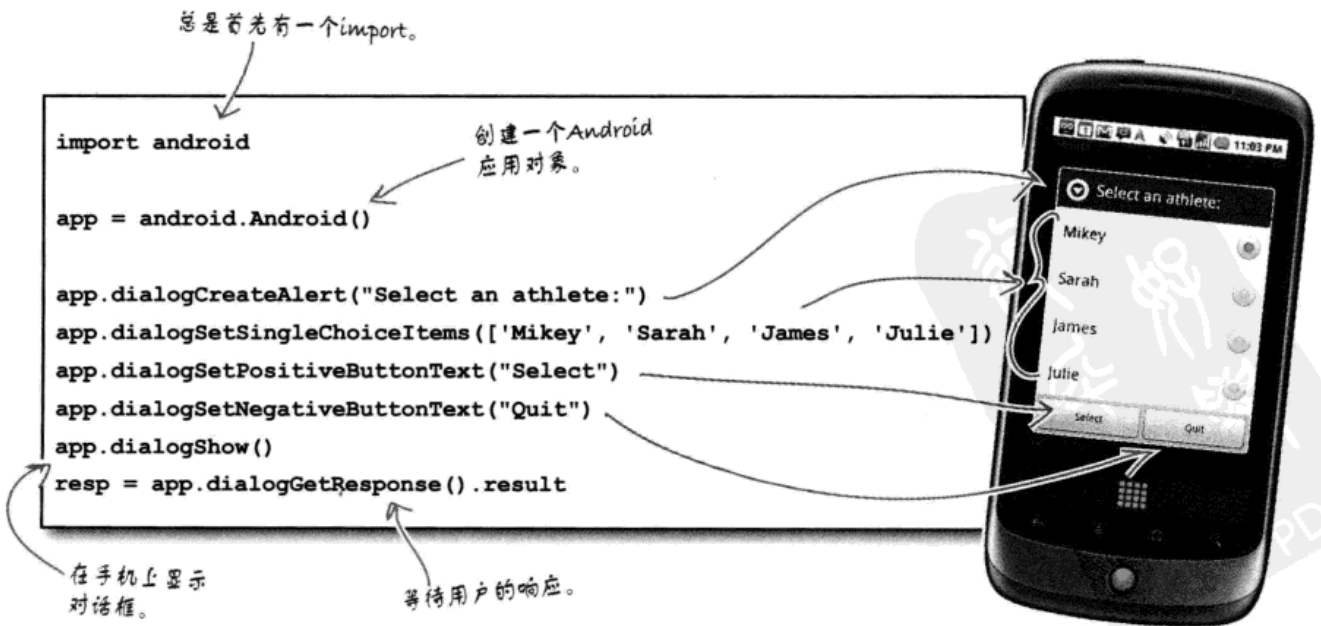 总是首先有一个import。
import android
创建一个Android
应用对象。
app = android.Android()
app.dialogCreateAlert("Select an athlete:")
app.dialogSetSingleChoiceItems(['Mikey', 'Sarah', 'James', 'Julie'])
app.dialogSetPositiveButtonText("Select")
app.dialogSetNegativeButtonText("Quit")
app.dialogShow()
resp = app.dialogGetResponse().result
在手机上显示
对话框。
等待用户的响应。
11:03 PM
Select an athlete:
Mikey
Sarah
James
Julie
Select
Quit
PD